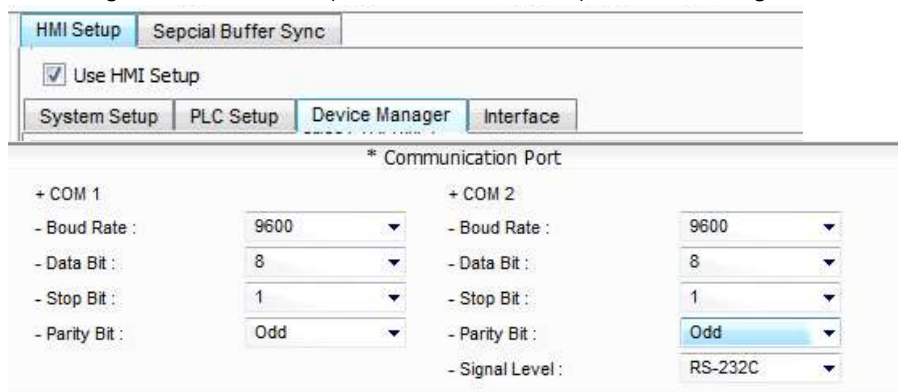 HMI Setup Sepcial Buffer Sync
Use HMI Setup
System Setup PLC Setup Device Manager Interface
* Communication Port
+ COM 1 + COM 2
- Boud Rate : 9600 - Boud Rate : 9600
- Data Bit : 8 - Data Bit : 8
- Stop Bit : 1 - Stop Bit : 1
- Parity Bit : Odd - Parity Bit : Odd
- Signal Level : RS-232C